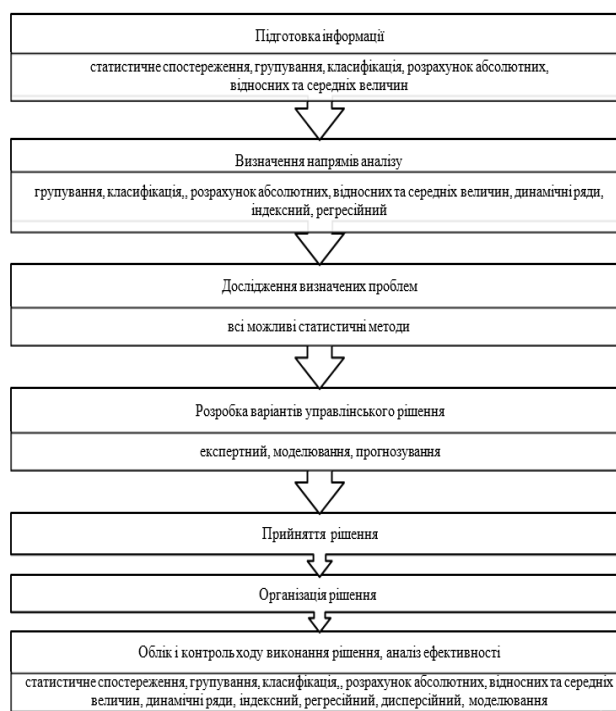 Підготовка інформації
статистичне спостереження, групування, класифікація, розрахунок абсолютних,
відносних та середніх величин
Визначення напрямів аналізу
групування, класифікація,, розрахунок абсолютних, відносних та середніх величин, динамічні ряди,
індексний, регресійний
Дослідження визначених проблем
всі можливі статистичні методи
Розробка варіантів управлінського рішення
експертний, моделювання, прогнозування
Прийняття рішення
Організація рішення
Облік і контроль ходу виконання рішення, аналіз ефективності
статистичне спостереження, групування, класифікація,, розрахунок абсолютних, відносних та середніх
величин, динамічні ряди, індексний, регресійний, дисперсійний, моделювання